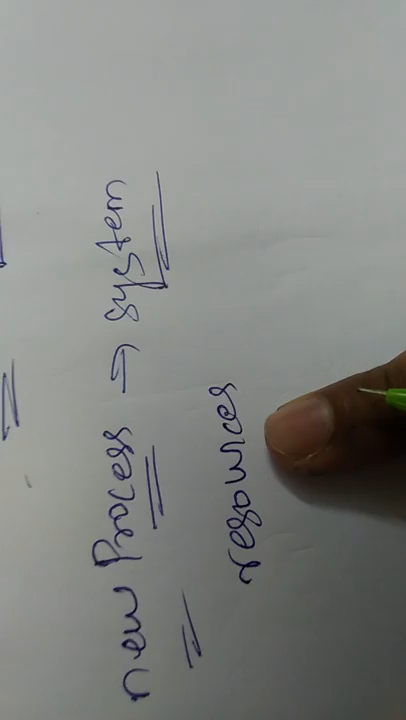 new process → system
resources